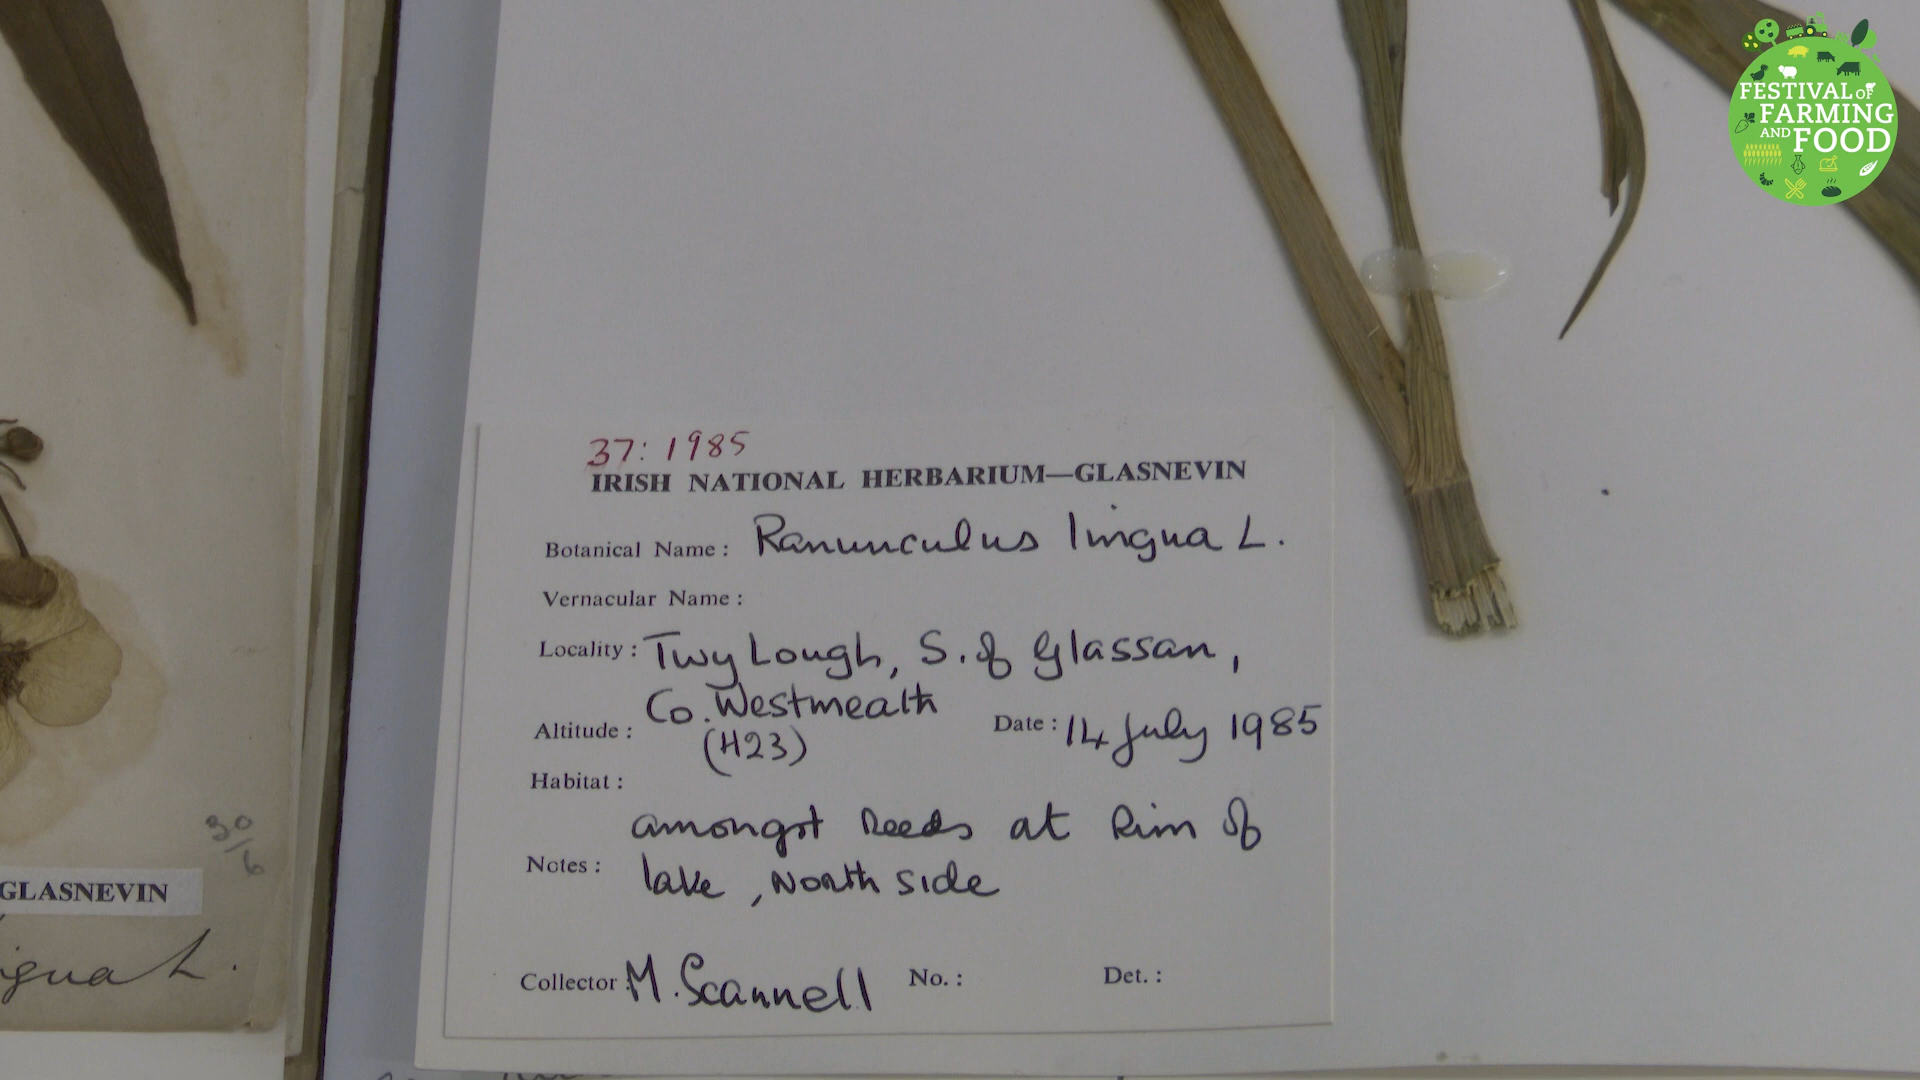 FESTIVAL OF
FARMING
AND FOOD
37: 1985
IRISH NATIONAL HERBARIUM—GLASNEVIN
Botanical Name: Ranunculus lingua L.
Vernacular Name:
Locality: Twy Lough, S. of Glassan,
Co. Westmeath
Altitude: Date: 14 July 1985
(H23)
Habitat:
amongst Reeds at Rim of
Notes: lake, North side
Collector: M. Scannell No.: Det.:
30/6
GLASNEVIN
ngua L.